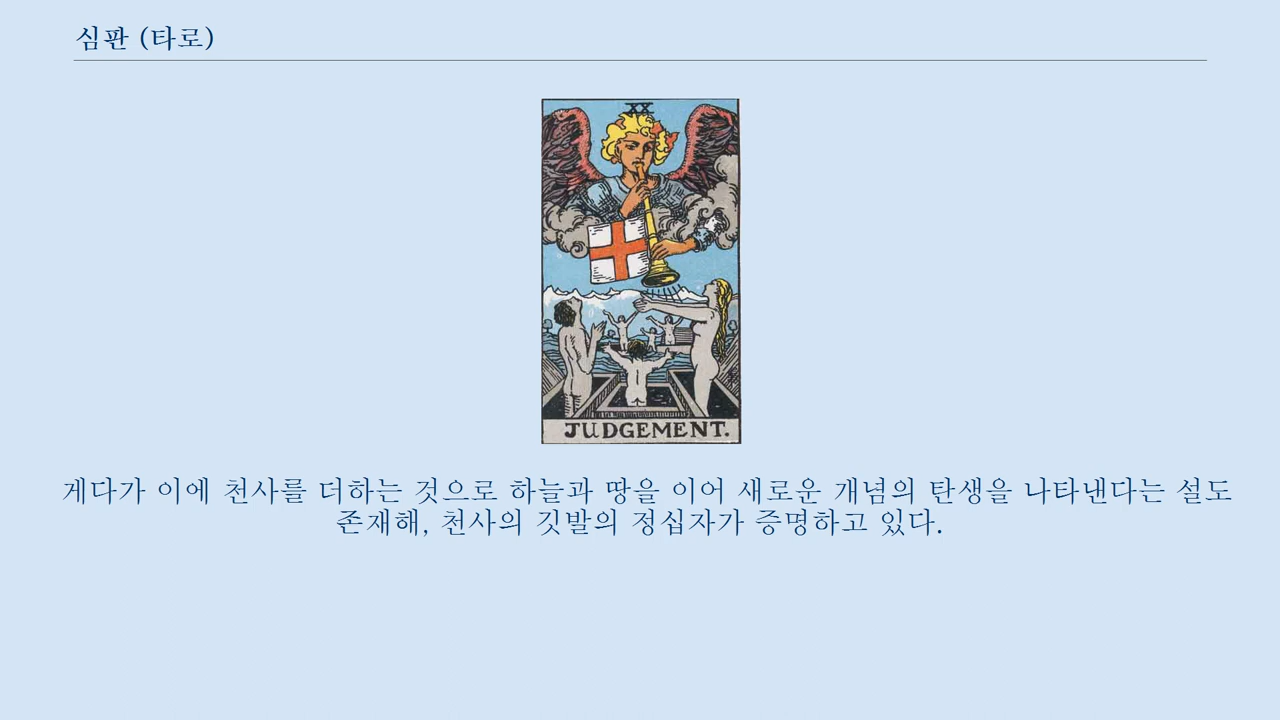 심판 (타로)
XX
JUDGEMENT.
게다가 이에 천사를 더하는 것으로 하늘과 땅을 이어 새로운 개념의 탄생을 나타낸다는 설도
존재해, 천사의 깃발의 정십자가 증명하고 있다.